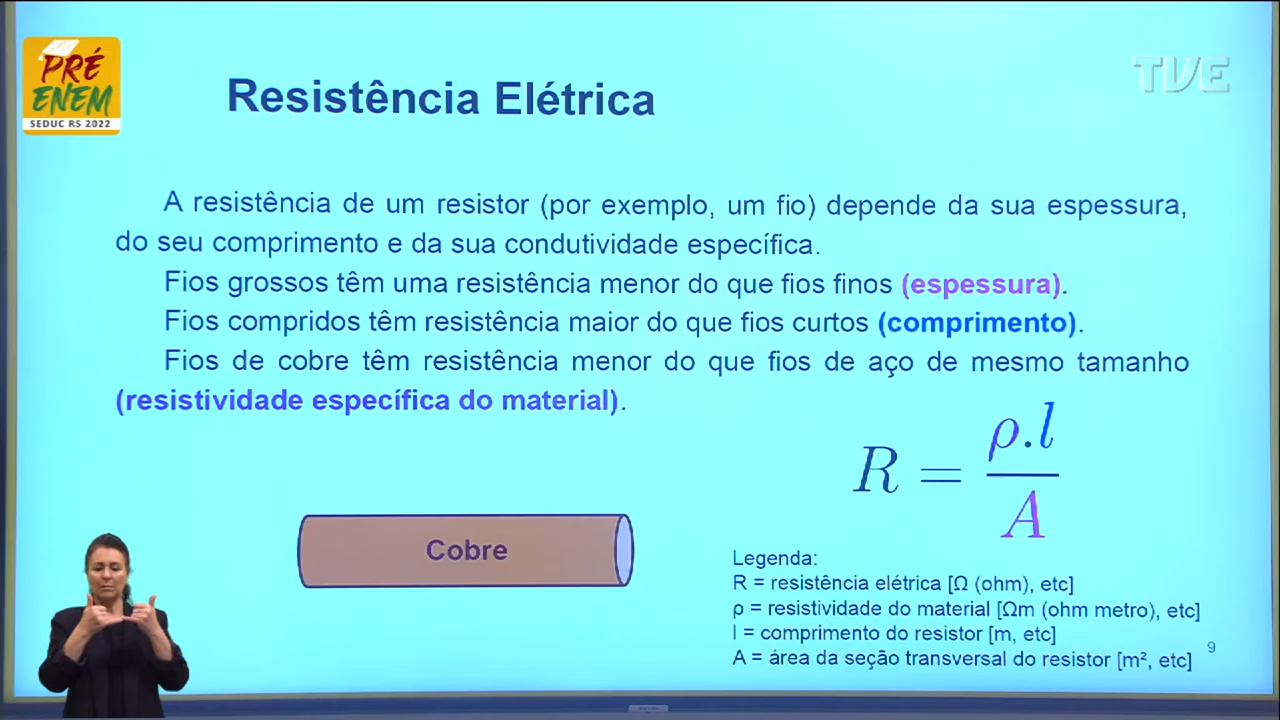 PRÉ
ENEM
SEDUC RS 2022
TVE
Resistência Elétrica
A resistência de um resistor (por exemplo, um fio) depende da sua espessura,
do seu comprimento e da sua condutividade específica.
Fios grossos têm uma resistência menor do que fios finos (espessura).
Fios compridos têm resistência maior do que fios curtos (comprimento).
Fios de cobre têm resistência menor do que fios de aço de mesmo tamanho
(resistividade específica do material).
R = ρ.l / A
Cobre
Legenda:
R = resistência elétrica [Ω (ohm), etc]
ρ = resistividade do material [Ωm (ohm metro), etc]
l = comprimento do resistor [m, etc]
A = área da seção transversal do resistor [m², etc]
9